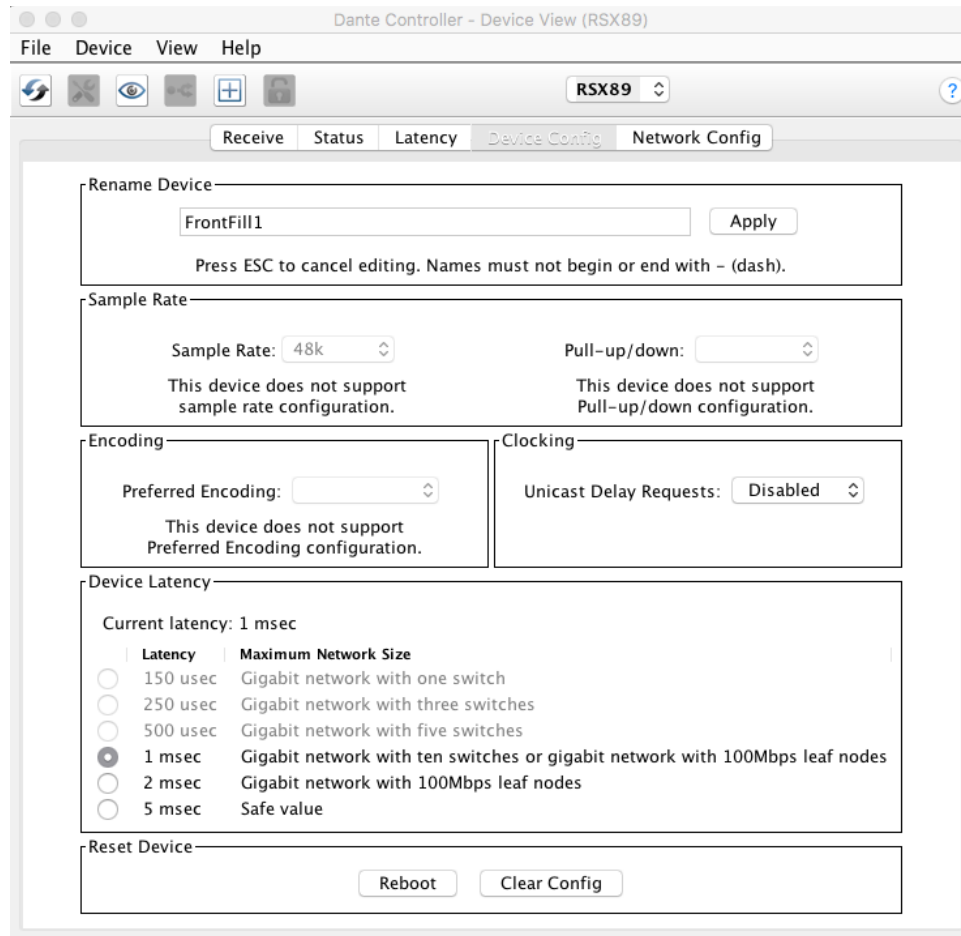 Dante Controller - Device View (RSX89)
File Device View Help
RSX89
?
Receive Status Latency Device Config Network Config
Rename Device
FrontFill1 Apply
Press ESC to cancel editing. Names must not begin or end with – (dash).
Sample Rate
Sample Rate: 48k Pull-up/down:
This device does not support This device does not support
sample rate configuration. Pull-up/down configuration.
Encoding Clocking
Preferred Encoding: Unicast Delay Requests: Disabled
This device does not support
Preferred Encoding configuration.
Device Latency
Current latency: 1 msec
Latency Maximum Network Size
150 usec Gigabit network with one switch
250 usec Gigabit network with three switches
500 usec Gigabit network with five switches
1 msec Gigabit network with ten switches or gigabit network with 100Mbps leaf nodes
2 msec Gigabit network with 100Mbps leaf nodes
5 msec Safe value
Reset Device
Reboot Clear Config